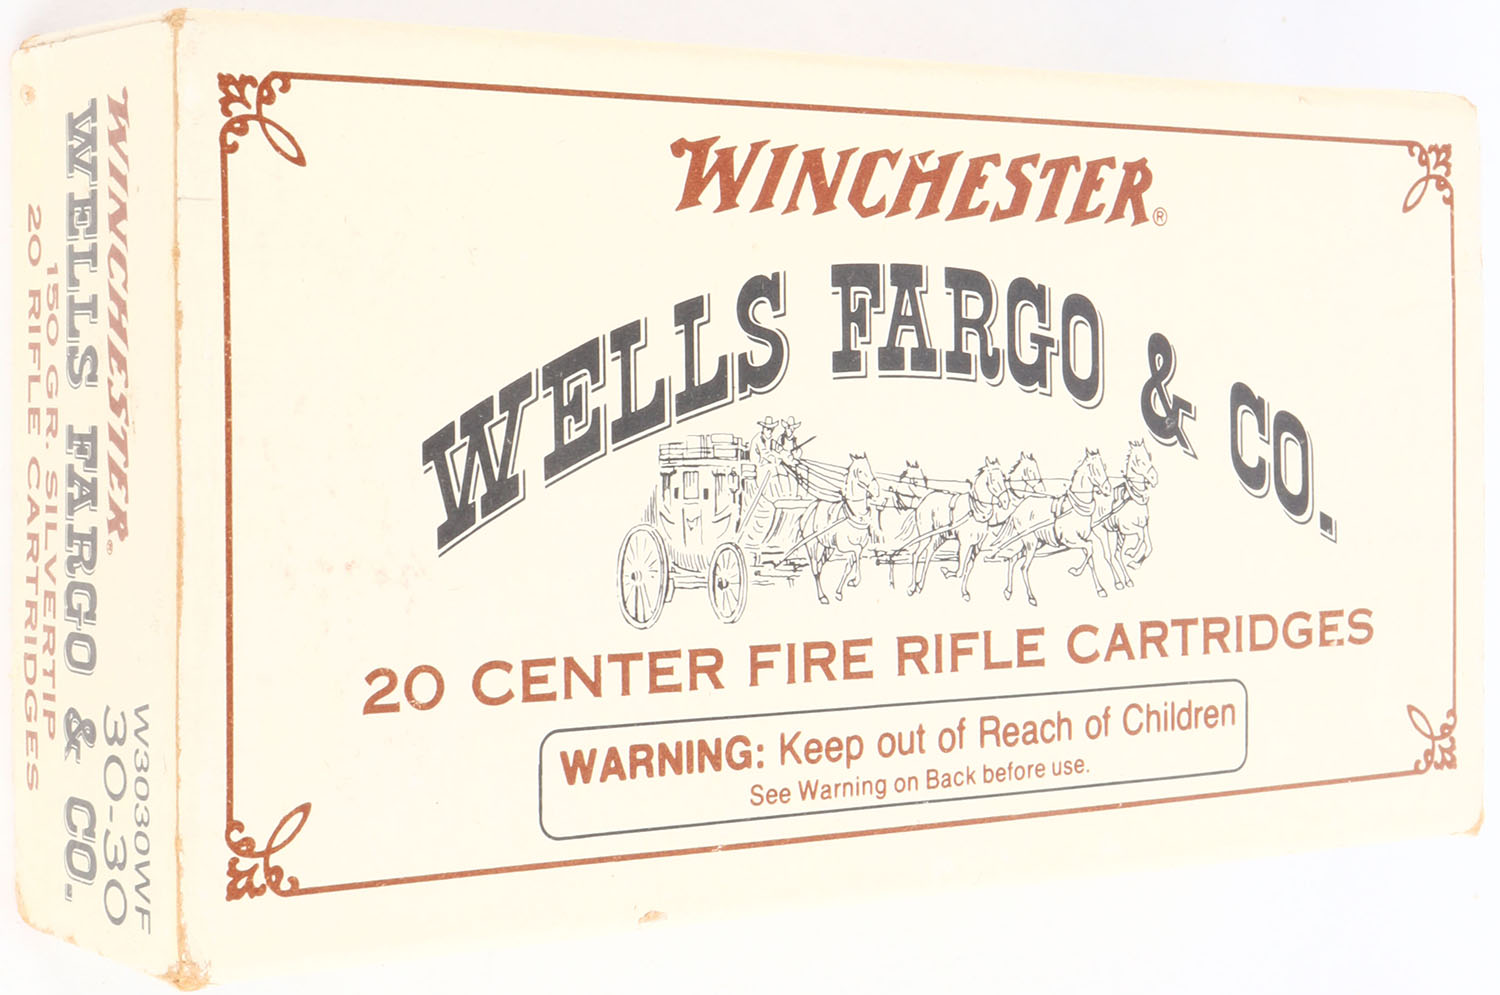 WINCHESTER®
WELLS FARGO & CO.
20 CENTER FIRE RIFLE CARTRIDGES
WARNING: Keep out of Reach of Children
See Warning on Back before use.
WINCHESTER®
WELLS FARGO & CO.
150 GR. SILVERTIP
20 RIFLE CARTRIDGES
W3030WF
30-30